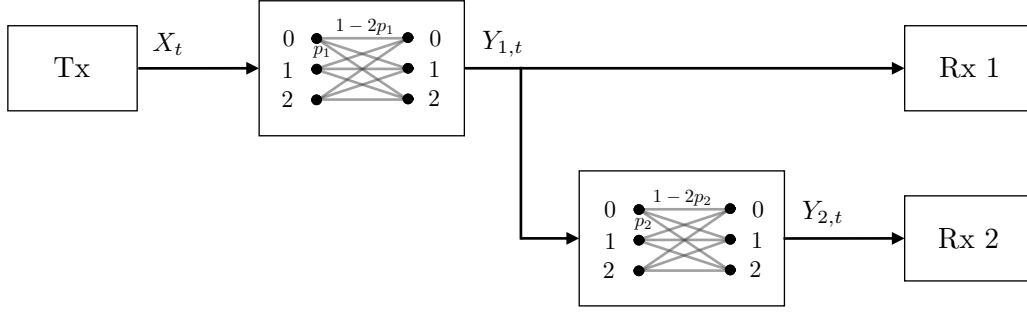 Tx
X_t
0
1
2
1 − 2p_1
p_1
0
1
2
Y_{1,t}
Rx 1
0
1
2
1 − 2p_2
p_2
0
1
2
Y_{2,t}
Rx 2